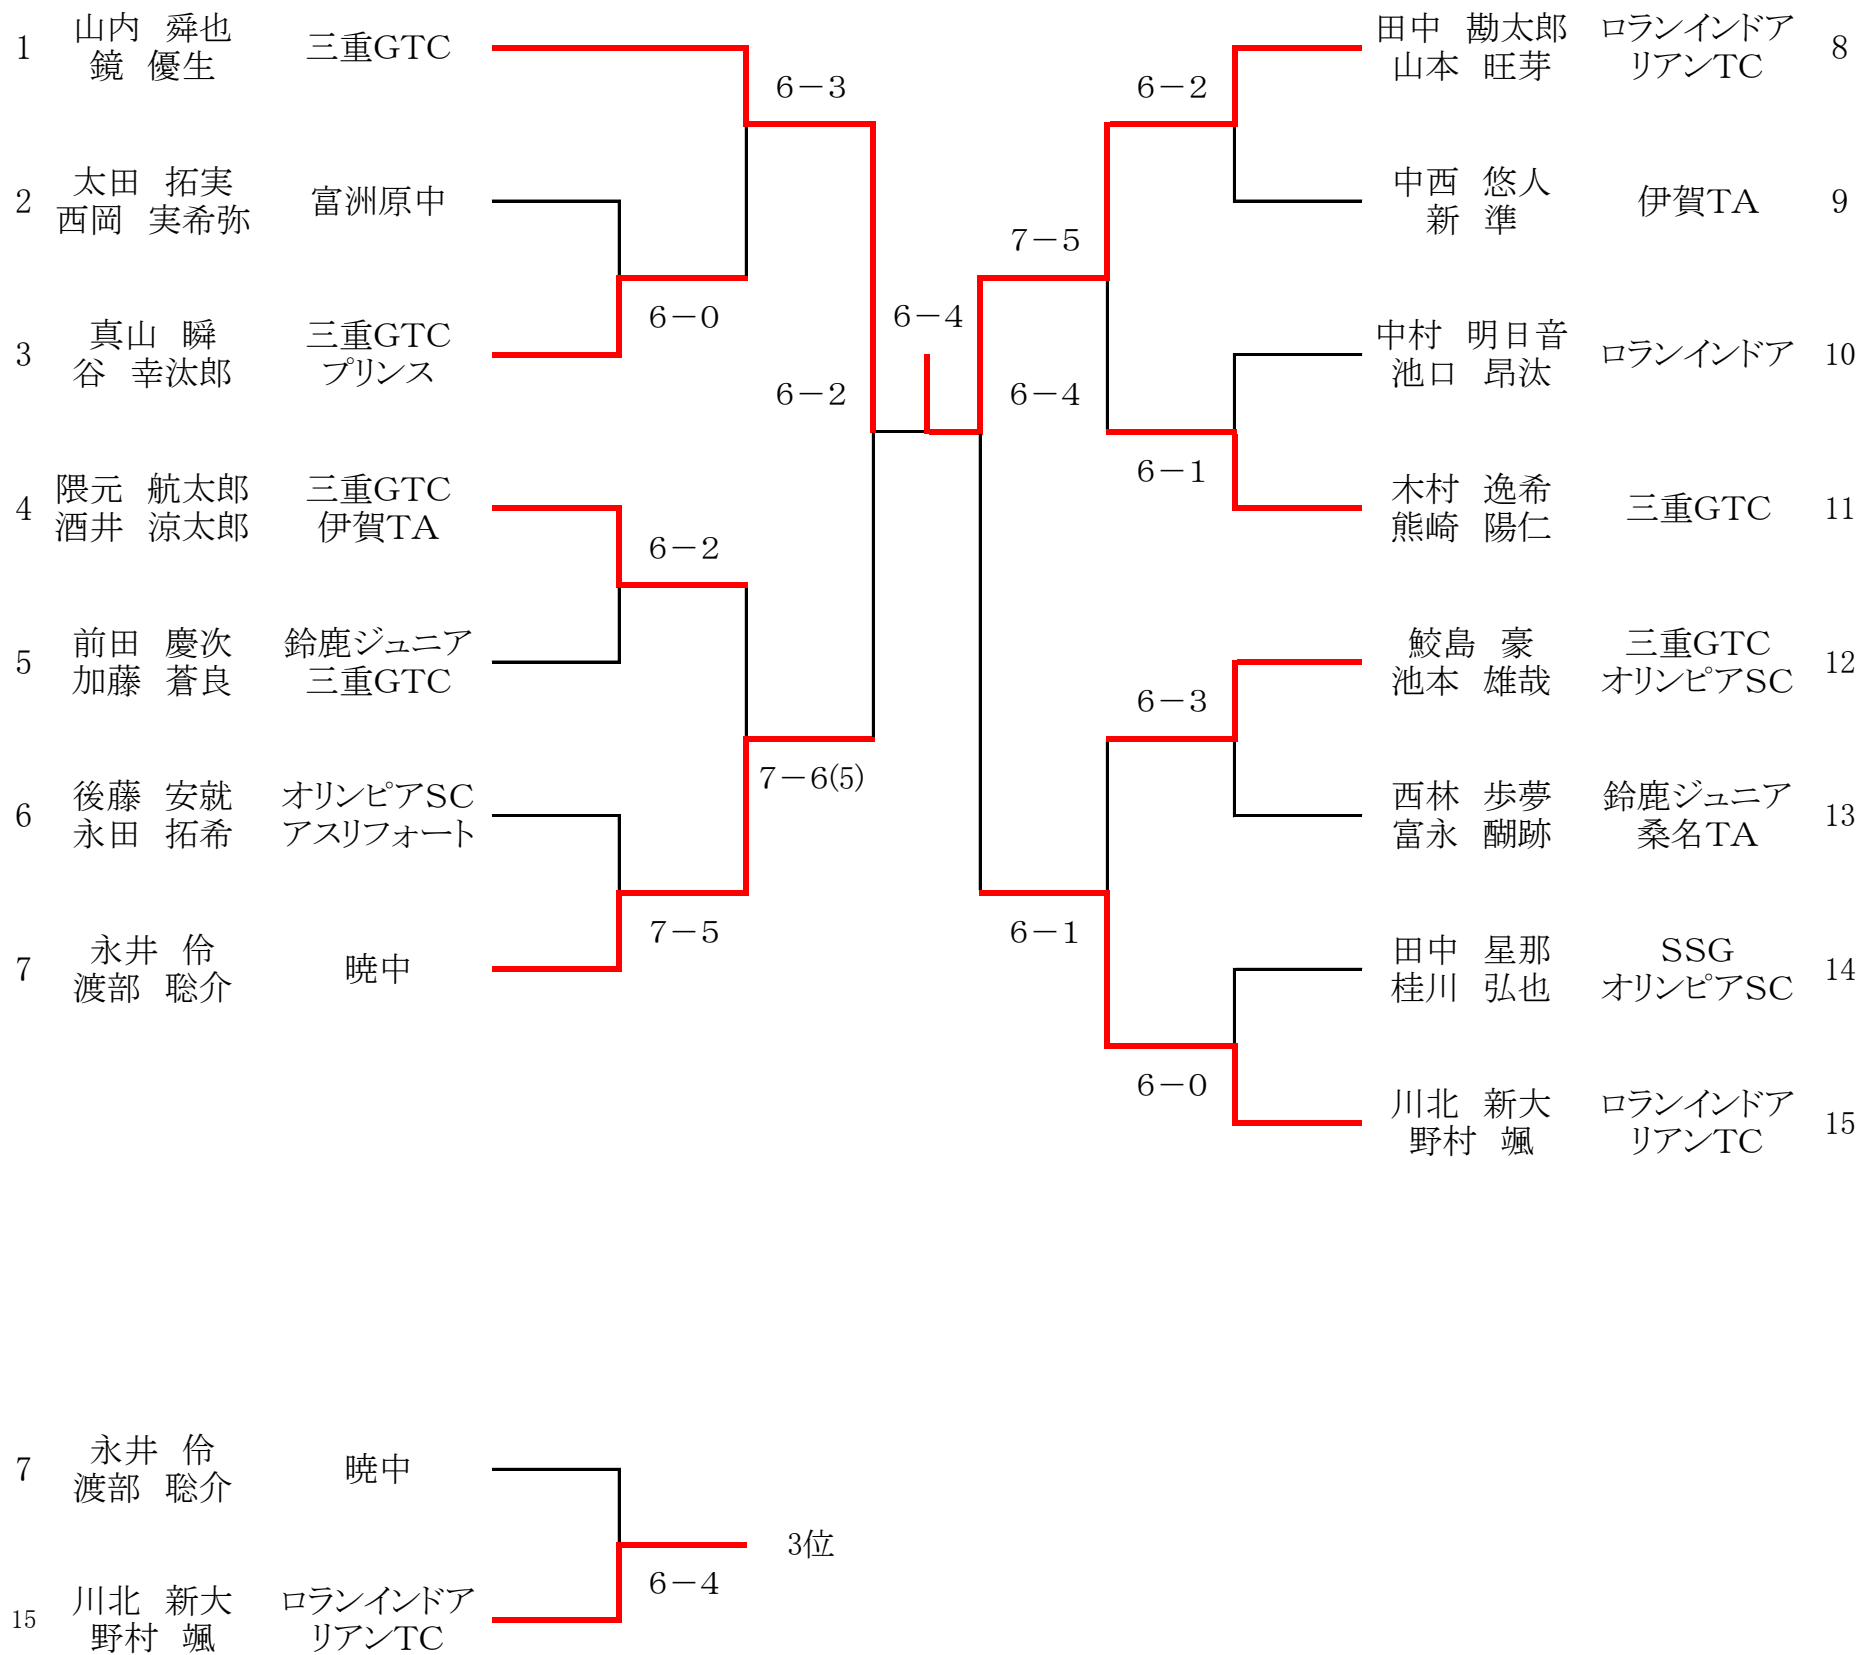 1 山内 舜也 三重GTC
鏡 優生
2 太田 拓実 富洲原中
西岡 実希弥
3 真山 瞬 三重GTC
谷 幸汰郎 プリンス
4 隈元 航太郎 三重GTC
酒井 涼太郎 伊賀TA
5 前田 慶次 鈴鹿ジュニア
加藤 蒼良 三重GTC
6 後藤 安就 オリンピアSC
永田 拓希 アスリフォート
7 永井 伶 暁中
渡部 聡介
6-3
6-0
6-2
6-2
7-6(5)
7-5
6-4
6-2
7-5
6-4
6-1
6-3
6-1
6-0
田中 勘太郎 ロランインドア 8
山本 旺芽 リアンTC
中西 悠人 伊賀TA 9
新 準
中村 明日音 ロランインドア 10
池口 昂汰
木村 逸希 三重GTC 11
熊崎 陽仁
鮫島 豪 三重GTC 12
池本 雄哉 オリンピアSC
西林 歩夢 鈴鹿ジュニア 13
富永 醐跡 桑名TA
田中 星那 SSG 14
桂川 弘也 オリンピアSC
川北 新大 ロランインドア 15
野村 颯 リアンTC
7 永井 伶 暁中
渡部 聡介
3位
6-4
15 川北 新大 ロランインドア
野村 颯 リアンTC